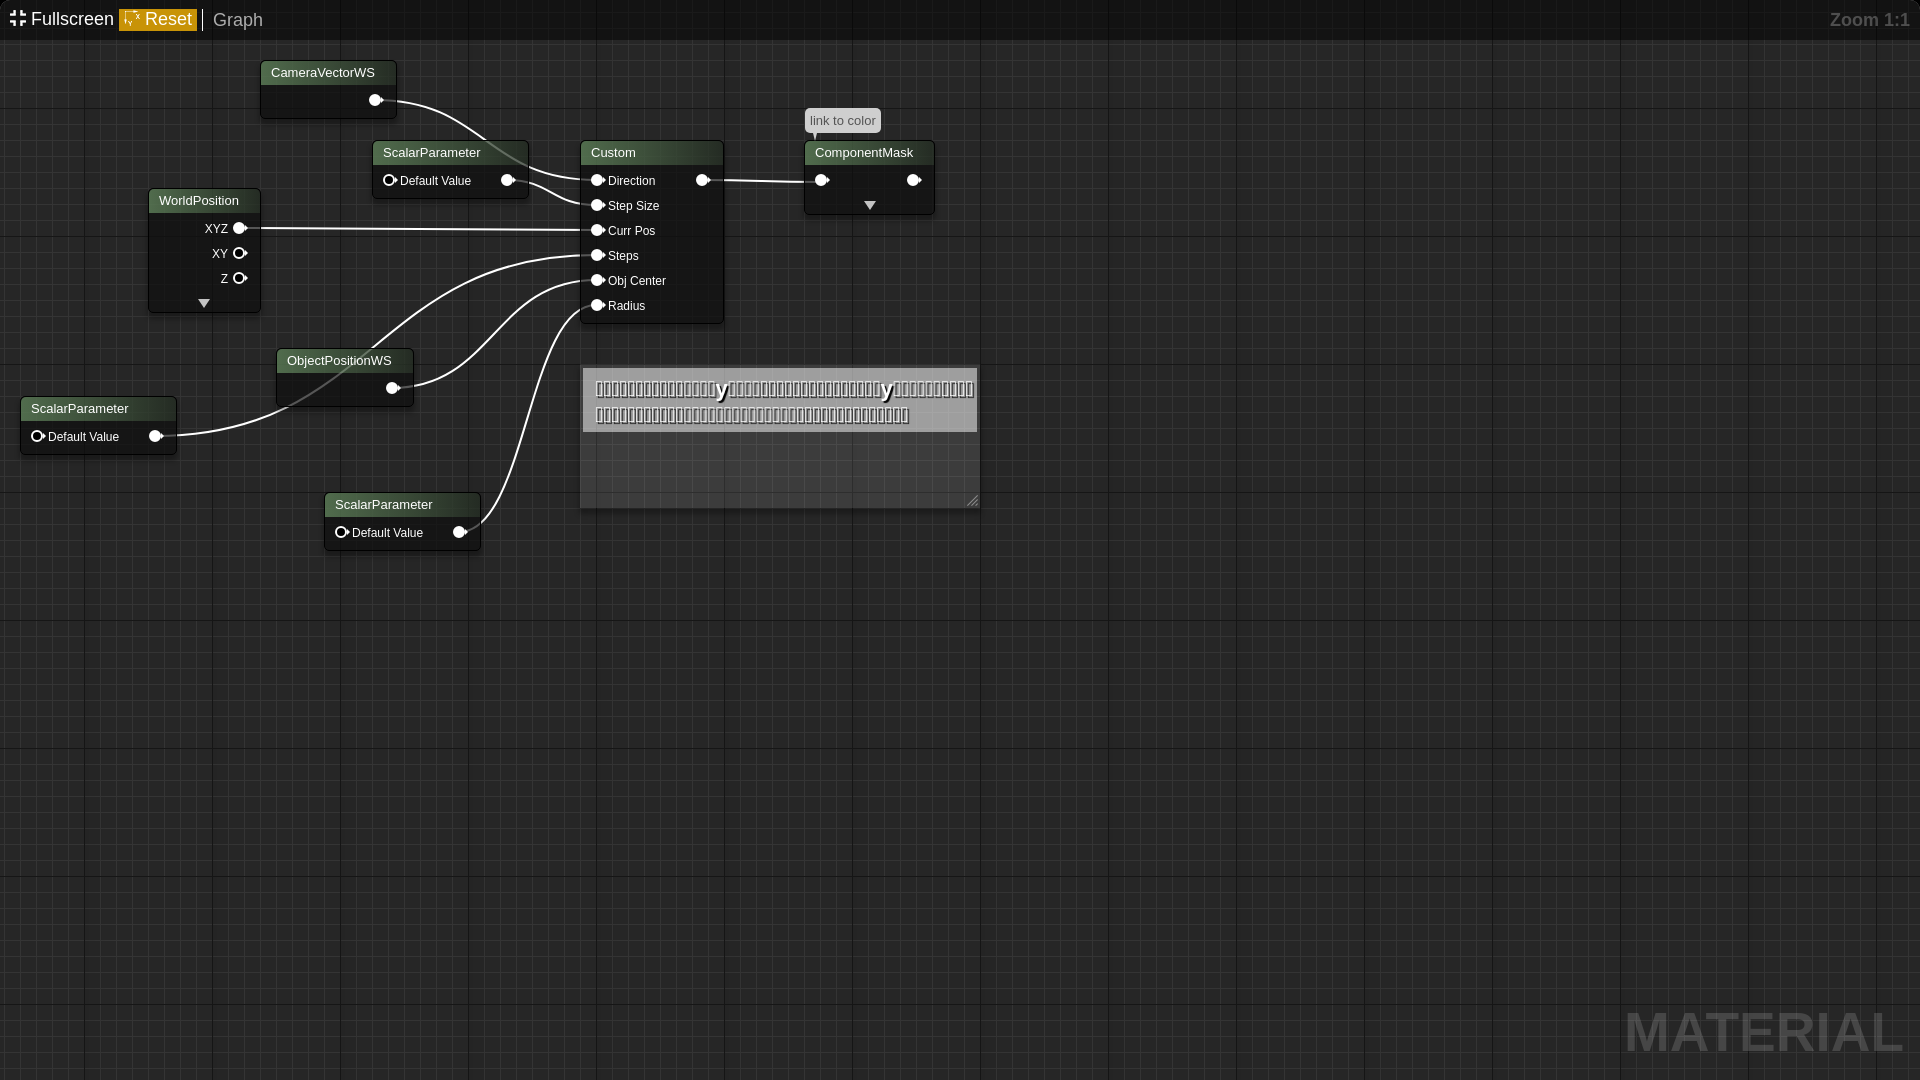 Fullscreen Reset Graph Zoom 1:1
CameraVectorWS
link to color
ScalarParameter
Default Value
Custom
Direction
Step Size
Curr Pos
Steps
Obj Center
Radius
ComponentMask
WorldPosition
XYZ
XY
Z
ObjectPositionWS
ScalarParameter
Default Value
ScalarParameter
Default Value
MATERIAL